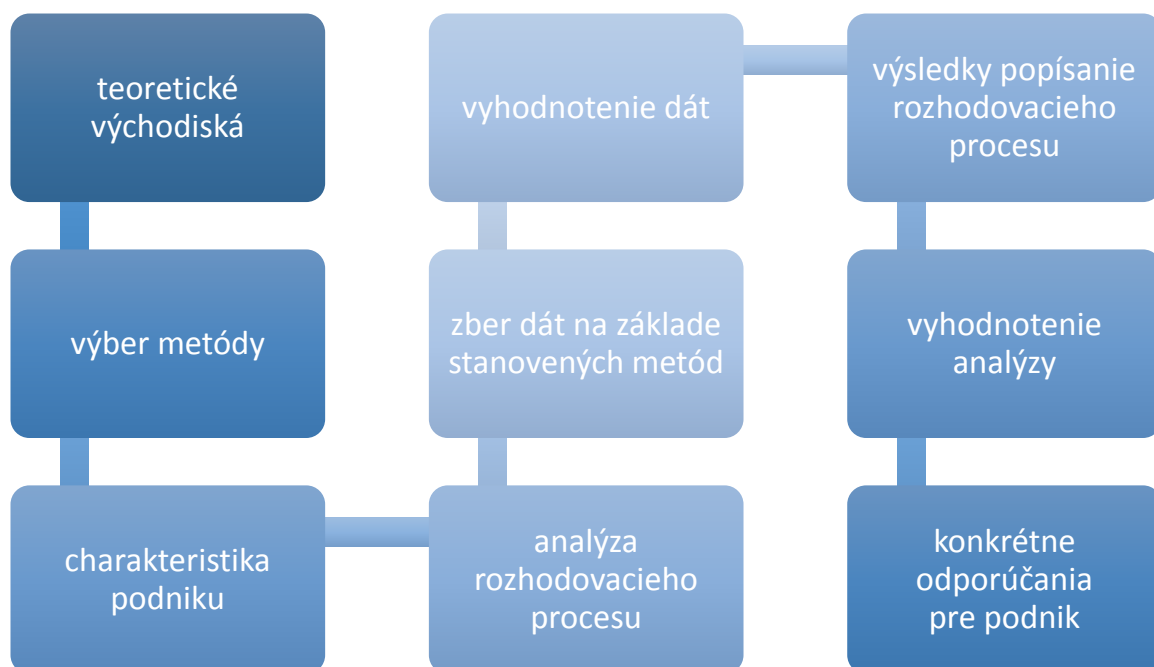 teoretické
východiská
výber metódy
charakteristika
podniku
analýza
rozhodovacieho
procesu
zber dát na základe
stanovených metód
vyhodnotenie dát
výsledky popísanie
rozhodovacieho
procesu
vyhodnotenie
analýzy
konkrétne
odporúčania
pre podnik